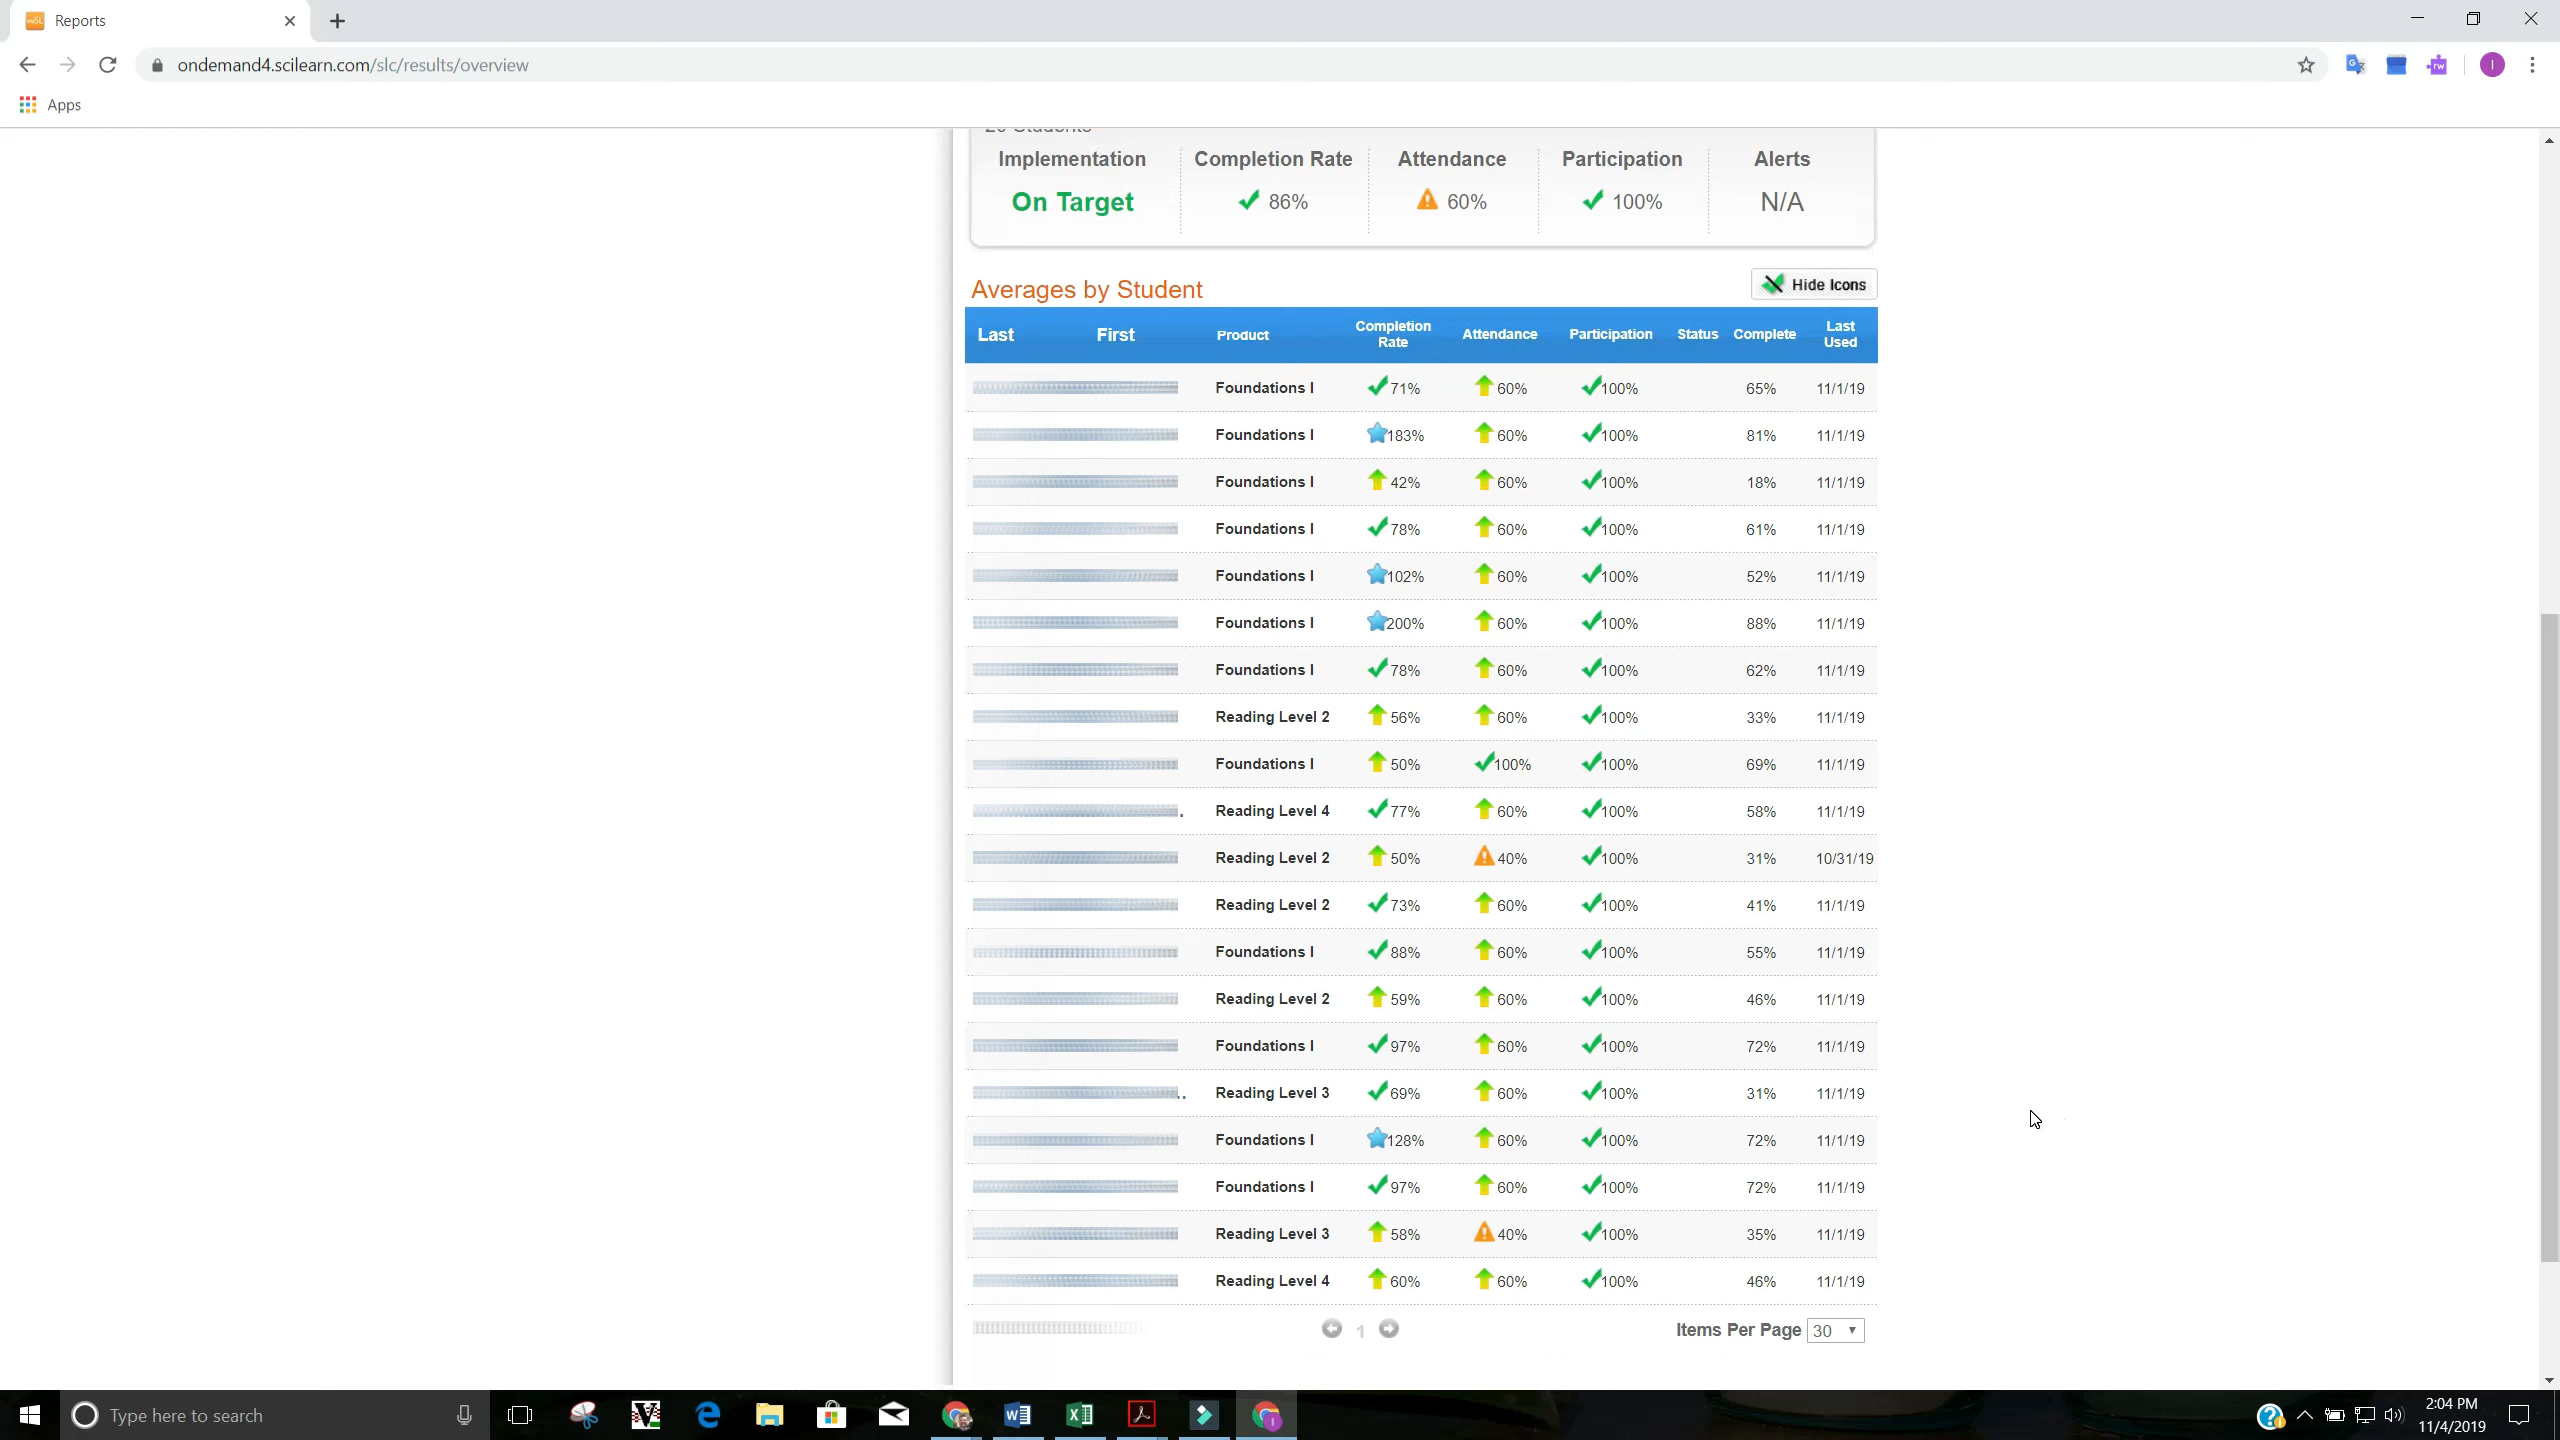 Reports
ondemand4.scilearn.com/slc/results/overview
Apps
Implementation Completion Rate Attendance Participation Alerts
On Target 86% 60% 100% N/A
Averages by Student Hide Icons
Last First Product Completion Rate Attendance Participation Status Complete Last Used
Foundations I 71% 60% 100% 65% 11/1/19
Foundations I 183% 60% 100% 81% 11/1/19
Foundations I 42% 60% 100% 18% 11/1/19
Foundations I 78% 60% 100% 61% 11/1/19
Foundations I 102% 60% 100% 52% 11/1/19
Foundations I 200% 60% 100% 88% 11/1/19
Foundations I 78% 60% 100% 62% 11/1/19
Reading Level 2 56% 60% 100% 33% 11/1/19
Foundations I 50% 100% 100% 69% 11/1/19
Reading Level 4 77% 60% 100% 58% 11/1/19
Reading Level 2 50% 40% 100% 31% 10/31/19
Reading Level 2 73% 60% 100% 41% 11/1/19
Foundations I 88% 60% 100% 55% 11/1/19
Reading Level 2 59% 60% 100% 46% 11/1/19
Foundations I 97% 60% 100% 72% 11/1/19
Reading Level 3 69% 60% 100% 31% 11/1/19
Foundations I 128% 60% 100% 72% 11/1/19
Foundations I 97% 60% 100% 72% 11/1/19
Reading Level 3 58% 40% 100% 35% 11/1/19
Reading Level 4 60% 60% 100% 46% 11/1/19
1 Items Per Page 30
Type here to search
2:04 PM
11/4/2019